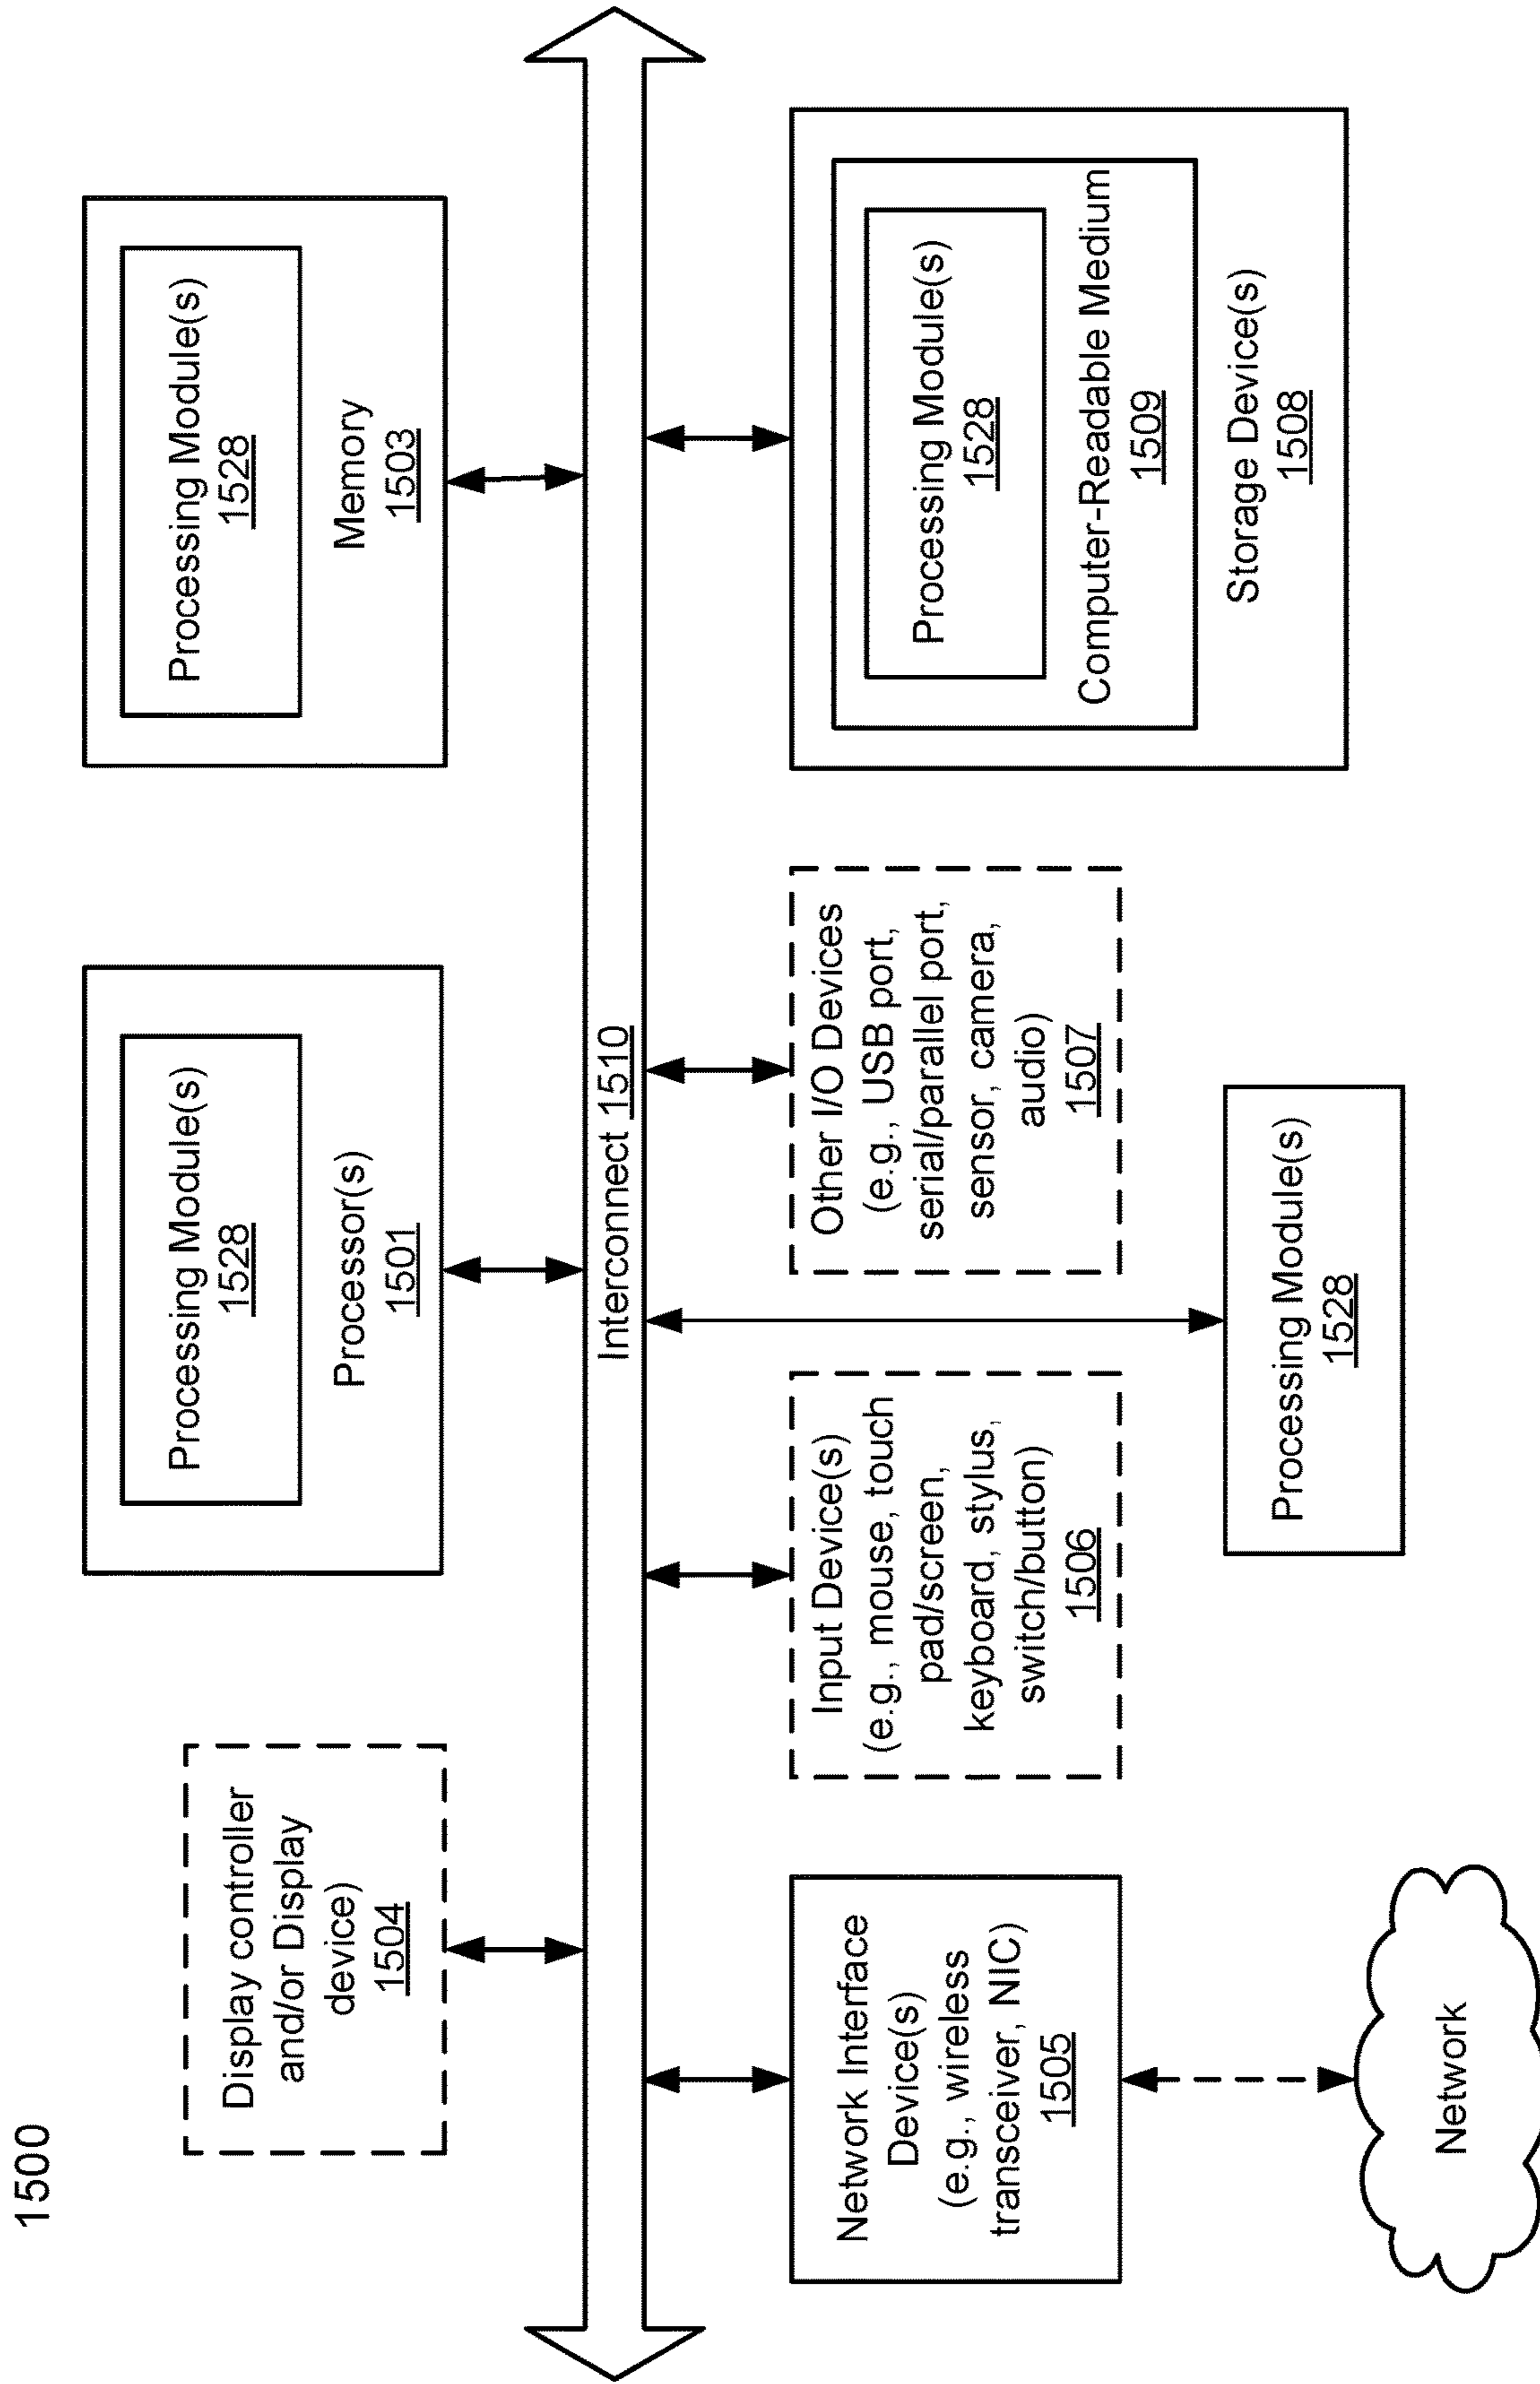 1500
Display controller
and/or Display
device)
1504
Processing Module(s)
1528
Processor(s)
1501
Processing Module(s)
1528
Memory
1503
Interconnect 1510
Network Interface
Device(s)
(e.g., wireless
transceiver, NIC)
1505
Input Device(s)
(e.g., mouse, touch
pad/screen,
keyboard, stylus,
switch/button)
1506
Other I/O Devices
(e.g., USB port,
serial/parallel port,
sensor, camera,
audio)
1507
Processing Module(s)
1528
Computer-Readable Medium
1509
Storage Device(s)
1508
Processing Module(s)
1528
Network